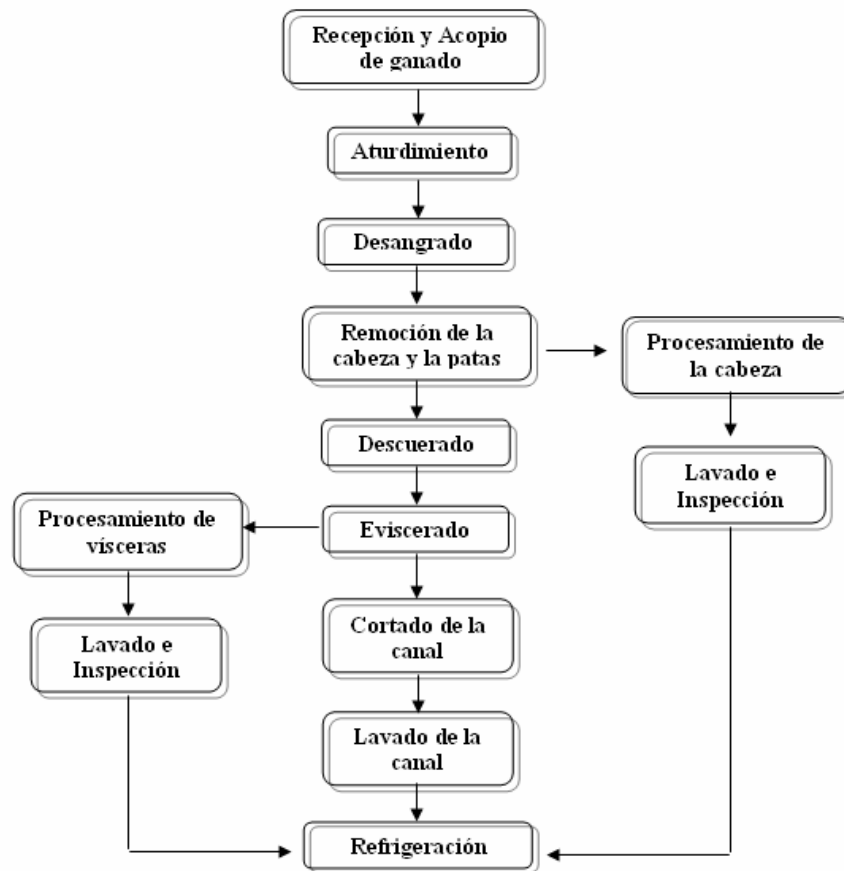 Recepción y Acopio
de ganado
Aturdimiento
Desangrado
Remoción de la
cabeza y la patas
Procesamiento de
la cabeza
Descuerado
Lavado e
Inspección
Procesamiento de
vísceras
Eviscerado
Lavado e
Inspección
Cortado de la
canal
Lavado de la
canal
Refrigeración